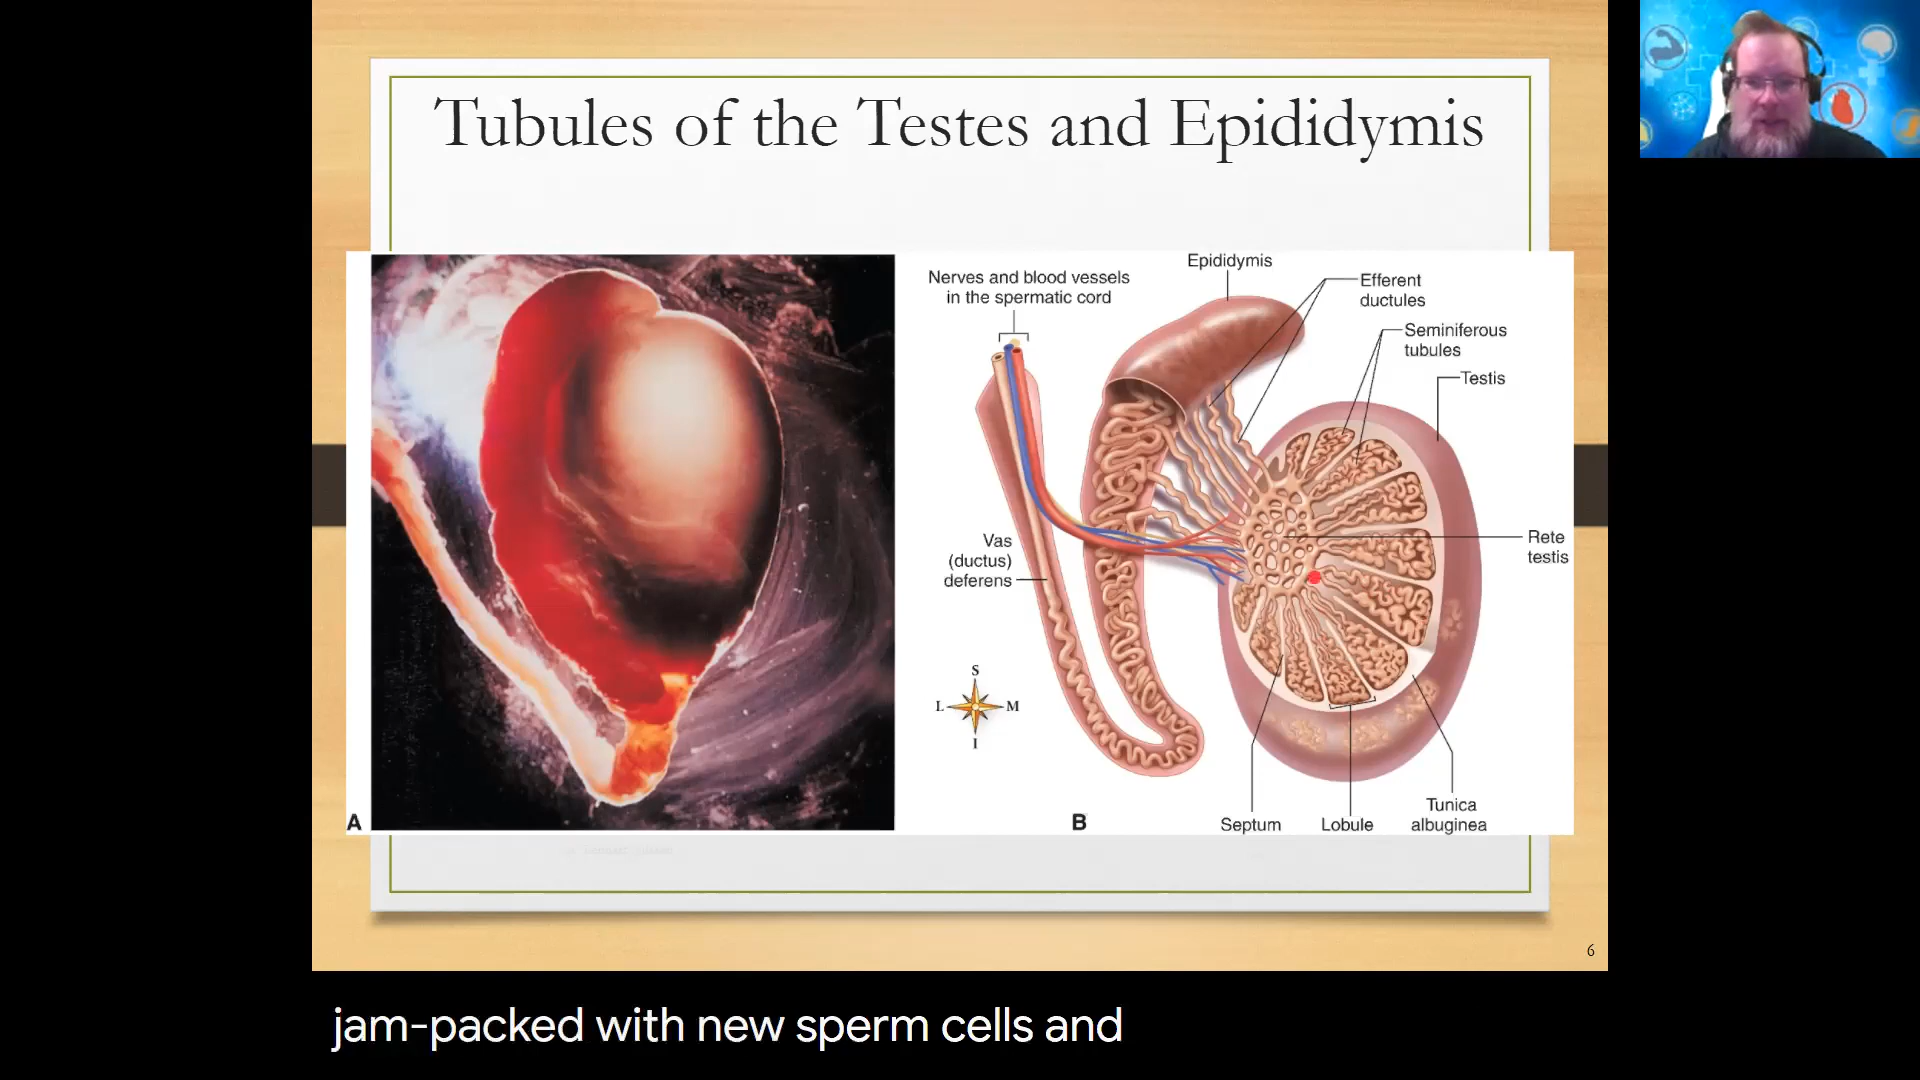 Tubules of the Testes and Epididymis
Epididymis
Nerves and blood vessels
in the spermatic cord
Efferent
ductules
Seminiferous
tubules
Testis
Rete
testis
Vas
(ductus)
deferens
S
L M
I
Septum
Lobule
Tunica
albuginea
A
B
6
jam-packed with new sperm cells and